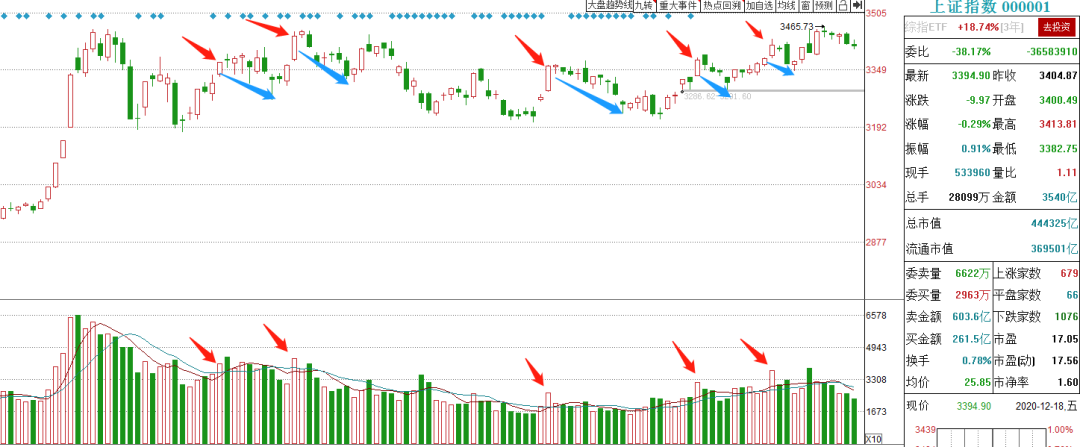 大盘趋势线 九转 重大事件 热点回溯 加自选 均线 窗 预测
3505
3465.73
3349
3286.62-3291.60
3192
3034
2877
6578
4943
3308
1673
X10
上证指数 000001
综指ETF +18.74% [3年] 去投资
委比 -38.17% -36583910
最新 3394.90 昨收 3404.87
涨跌 -9.97 开盘 3400.49
涨幅 -0.29% 最高 3413.81
振幅 0.91% 最低 3382.75
现手 533960 量比 1.11
总手 28099万 金额 3540亿
总市值 444325亿
流通市值 369501亿
委卖量 6622万 上涨家数 679
委买量 2963万 平盘家数 66
卖金额 603.6亿 下跌家数 1076
买金额 261.5亿 市盈 17.05
换手 0.78% 市盈(动) 17.56
均价 25.85 市净率 1.60
现价 3394.90 2020-12-18,五
3439 1.00%